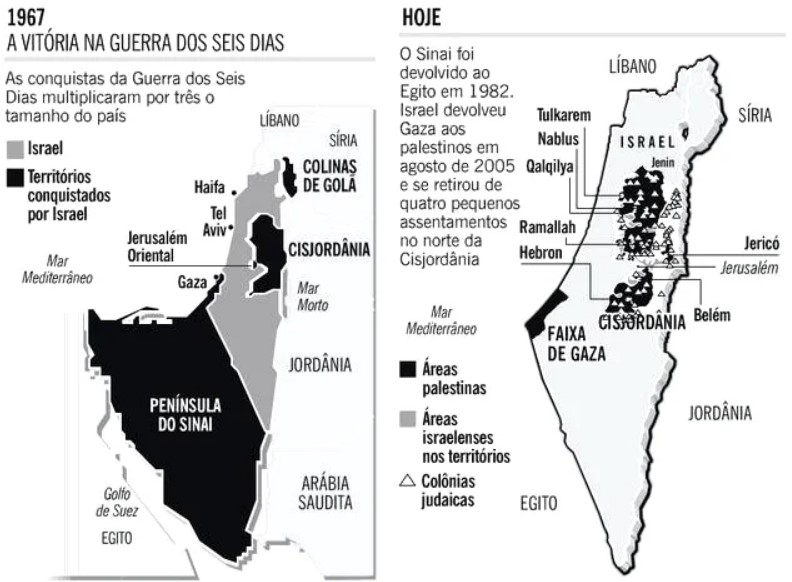 1967
A VITÓRIA NA GUERRA DOS SEIS DIAS
As conquistas da Guerra dos Seis
Dias multiplicaram por três o
tamanho do país
Israel
Territórios
conquistados
por Israel
LÍBANO
SÍRIA
COLINAS
DE GOLÃ
Haifa
Tel
Aviv
Jerusalém
Oriental
CISJORDÂNIA
Mar
Mediterrâneo
Gaza
Mar
Morto
JORDÂNIA
PENÍNSULA
DO SINAI
Golfo
de Suez
EGITO
ARÁBIA
SAUDITA
HOJE
O Sinai foi
devolvido ao
Egito em 1982.
Israel devolveu
Gaza aos
palestinos em
agosto de 2005
e se retirou de
quatro pequenos
assentamentos
no norte da
Cisjordânia
LÍBANO
SÍRIA
Tulkarem
Nablus
ISRAEL
Jenin
Qalqilya
Ramallah
Hebron
Jericó
Jerusalém
Belém
CISJORDÂNIA
Mar
Mediterrâneo
FAIXA
DE GAZA
Áreas
palestinas
Áreas
israelenses
nos territórios
Colônias
judaicas
JORDÂNIA
EGITO